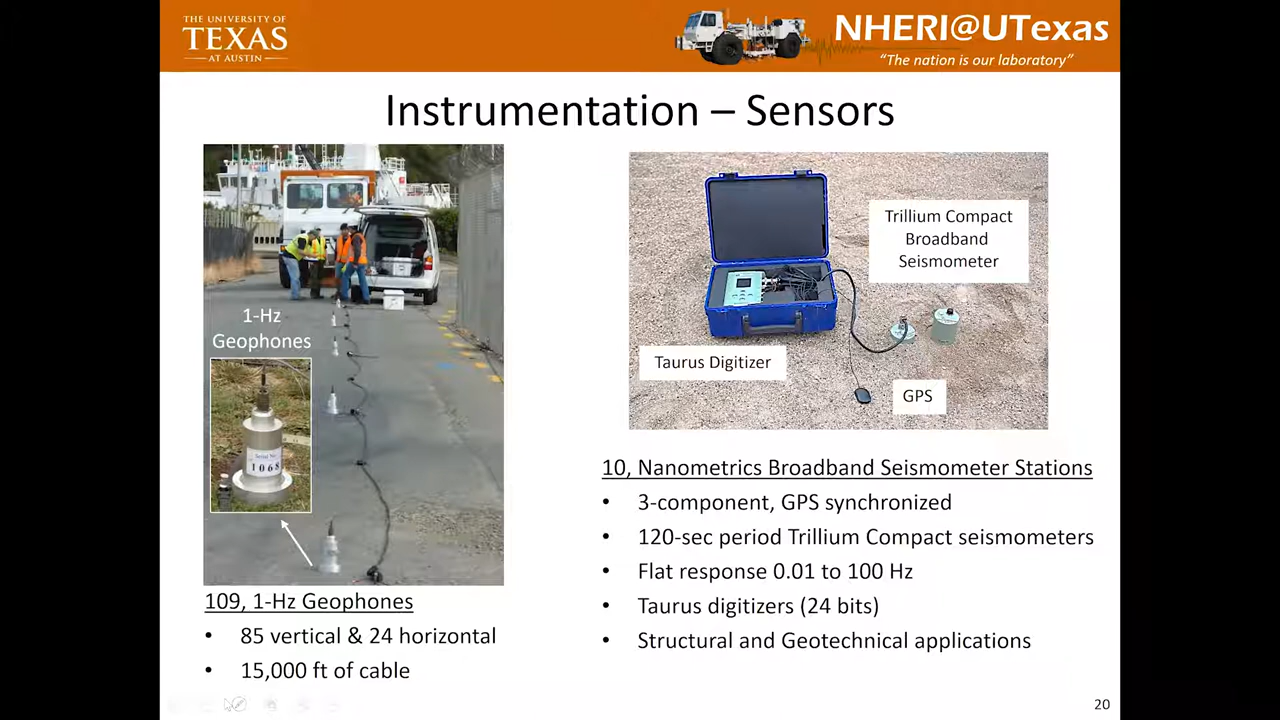 THE UNIVERSITY OF
TEXAS
AT AUSTIN
NHERI@UTexas
“The nation is our laboratory”
Instrumentation – Sensors
1-Hz
Geophones
Serial No:
1068
109, 1-Hz Geophones
• 85 vertical & 24 horizontal
• 15,000 ft of cable
Trillium Compact
Broadband
Seismometer
Taurus Digitizer
GPS
10, Nanometrics Broadband Seismometer Stations
• 3-component, GPS synchronized
• 120-sec period Trillium Compact seismometers
• Flat response 0.01 to 100 Hz
• Taurus digitizers (24 bits)
• Structural and Geotechnical applications
20